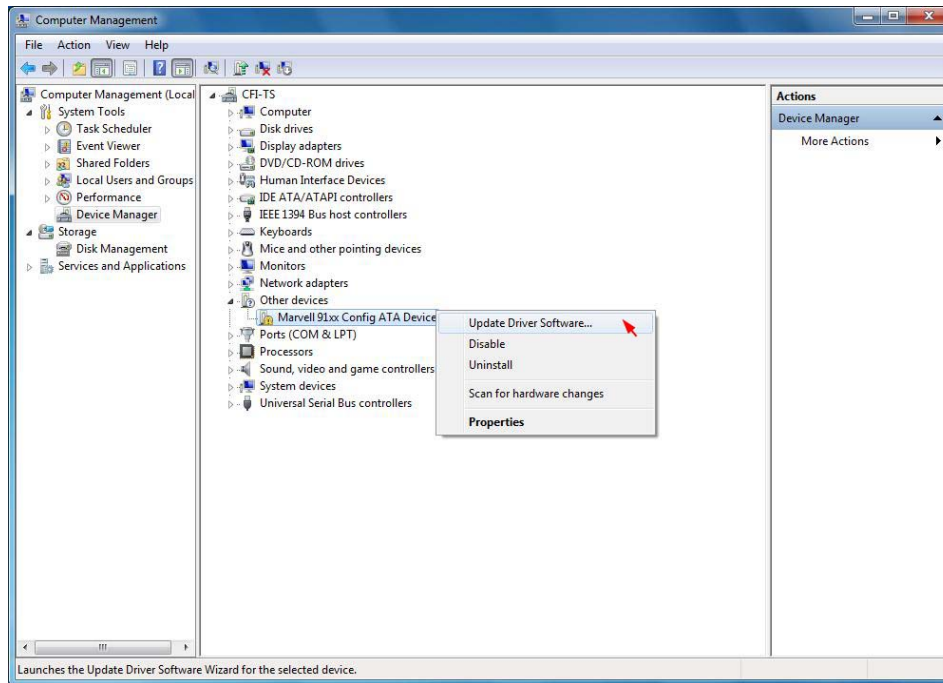 Computer Management
File Action View Help
Computer Management (Local
System Tools
Task Scheduler
Event Viewer
Shared Folders
Local Users and Groups
Performance
Device Manager
Storage
Disk Management
Services and Applications
CFI-TS
Computer
Disk drives
Display adapters
DVD/CD-ROM drives
Human Interface Devices
IDE ATA/ATAPI controllers
IEEE 1394 Bus host controllers
Keyboards
Mice and other pointing devices
Monitors
Network adapters
Other devices
Marvell 91xx Config ATA Device
Ports (COM & LPT)
Processors
Sound, video and game controllers
System devices
Universal Serial Bus controllers
Update Driver Software...
Disable
Uninstall
Scan for hardware changes
Properties
Actions
Device Manager
More Actions
Launches the Update Driver Software Wizard for the selected device.